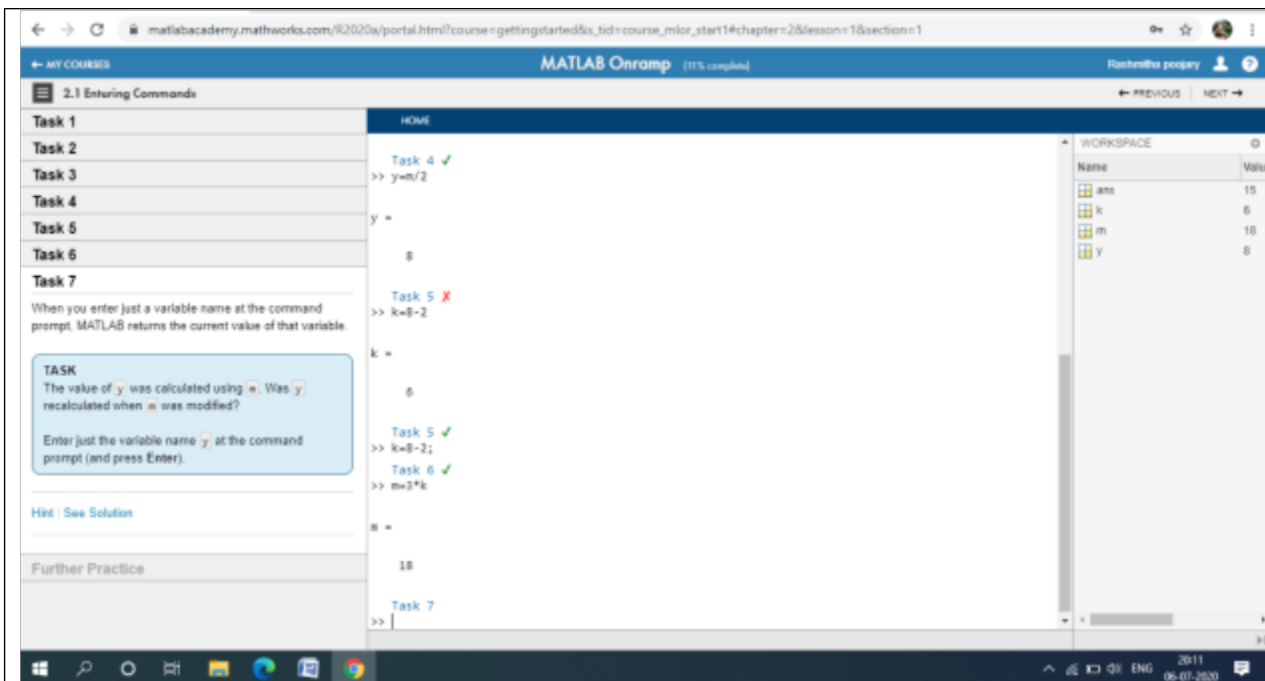 matlabacademy.mathworks.com/R2020a/portal.html?course=gettingstarted&s_tid=course_mlor_start1#chapter=2&lesson=1&section=1
← MY COURSES
MATLAB Onramp (11% complete)
Rashmitha poojary
2.1 Entering Commands
← PREVIOUS | NEXT →
Task 1
Task 2
Task 3
Task 4
Task 5
Task 6
Task 7
When you enter just a variable name at the command
prompt, MATLAB returns the current value of that variable.
TASK
The value of y was calculated using m. Was y
recalculated when m was modified?
Enter just the variable name y at the command
prompt (and press Enter).
Hint | See Solution
Further Practice
HOME
Task 4 ✓
>> y=m/2
y =
8
Task 5 ✗
>> k=8-2
k =
6
Task 5 ✓
>> k=8-2;
Task 6 ✓
>> m=3*k
m =
18
Task 7
>>
WORKSPACE
Name Valu
ans 15
k 6
m 18
y 8
ENG
20:11
06-07-2020